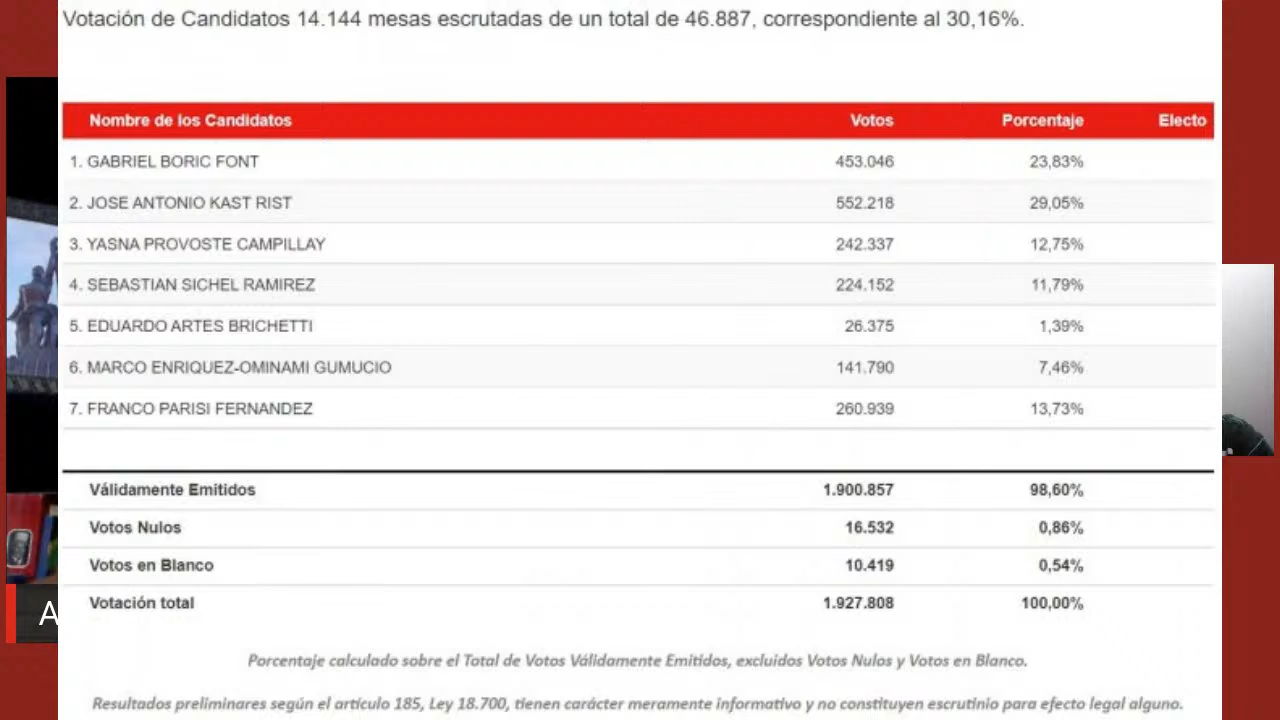 Votación de Candidatos 14.144 mesas escrutadas de un total de 46.887, correspondiente al 30,16%.
Nombre de los Candidatos Votos Porcentaje Electo
1. GABRIEL BORIC FONT 453.046 23,83%
2. JOSE ANTONIO KAST RIST 552.218 29,05%
3. YASNA PROVOSTE CAMPILLAY 242.337 12,75%
4. SEBASTIAN SICHEL RAMIREZ 224.152 11,79%
5. EDUARDO ARTES BRICHETTI 26.375 1,39%
6. MARCO ENRIQUEZ-OMINAMI GUMUCIO 141.790 7,46%
7. FRANCO PARISI FERNANDEZ 260.939 13,73%
Válidamente Emitidos 1.900.857 98,60%
Votos Nulos 16.532 0,86%
Votos en Blanco 10.419 0,54%
Votación total 1.927.808 100,00%
A
Porcentaje calculado sobre el Total de Votos Válidamente Emitidos, excluidos Votos Nulos y Votos en Blanco.
Resultados preliminares según el artículo 185, Ley 18.700, tienen carácter meramente informativo y no constituyen escrutinio para efecto legal alguno.